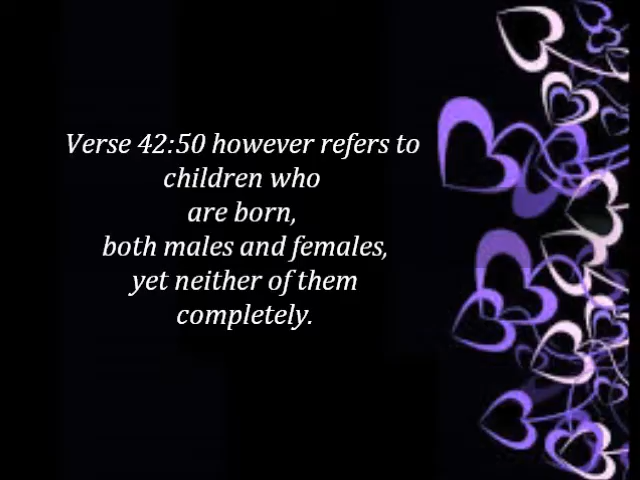 Verse 42:50 however refers to
children who
are born,
both males and females,
yet neither of them
completely.